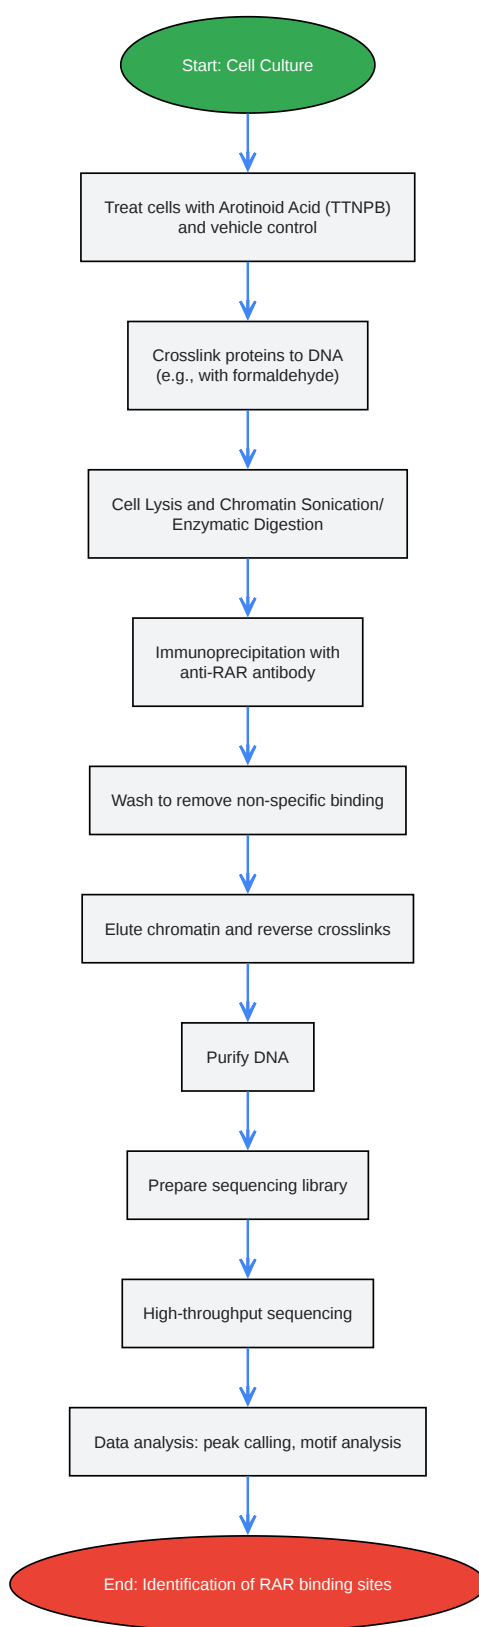 Start: Cell Culture
Treat cells with Arotinoid Acid (TTNPB)
and vehicle control
Crosslink proteins to DNA
(e.g., with formaldehyde)
Cell Lysis and Chromatin Sonication/
Enzymatic Digestion
Immunoprecipitation with
anti-RAR antibody
Wash to remove non-specific binding
Elute chromatin and reverse crosslinks
Purify DNA
Prepare sequencing library
High-throughput sequencing
Data analysis: peak calling, motif analysis
End: Identification of RAR binding sites